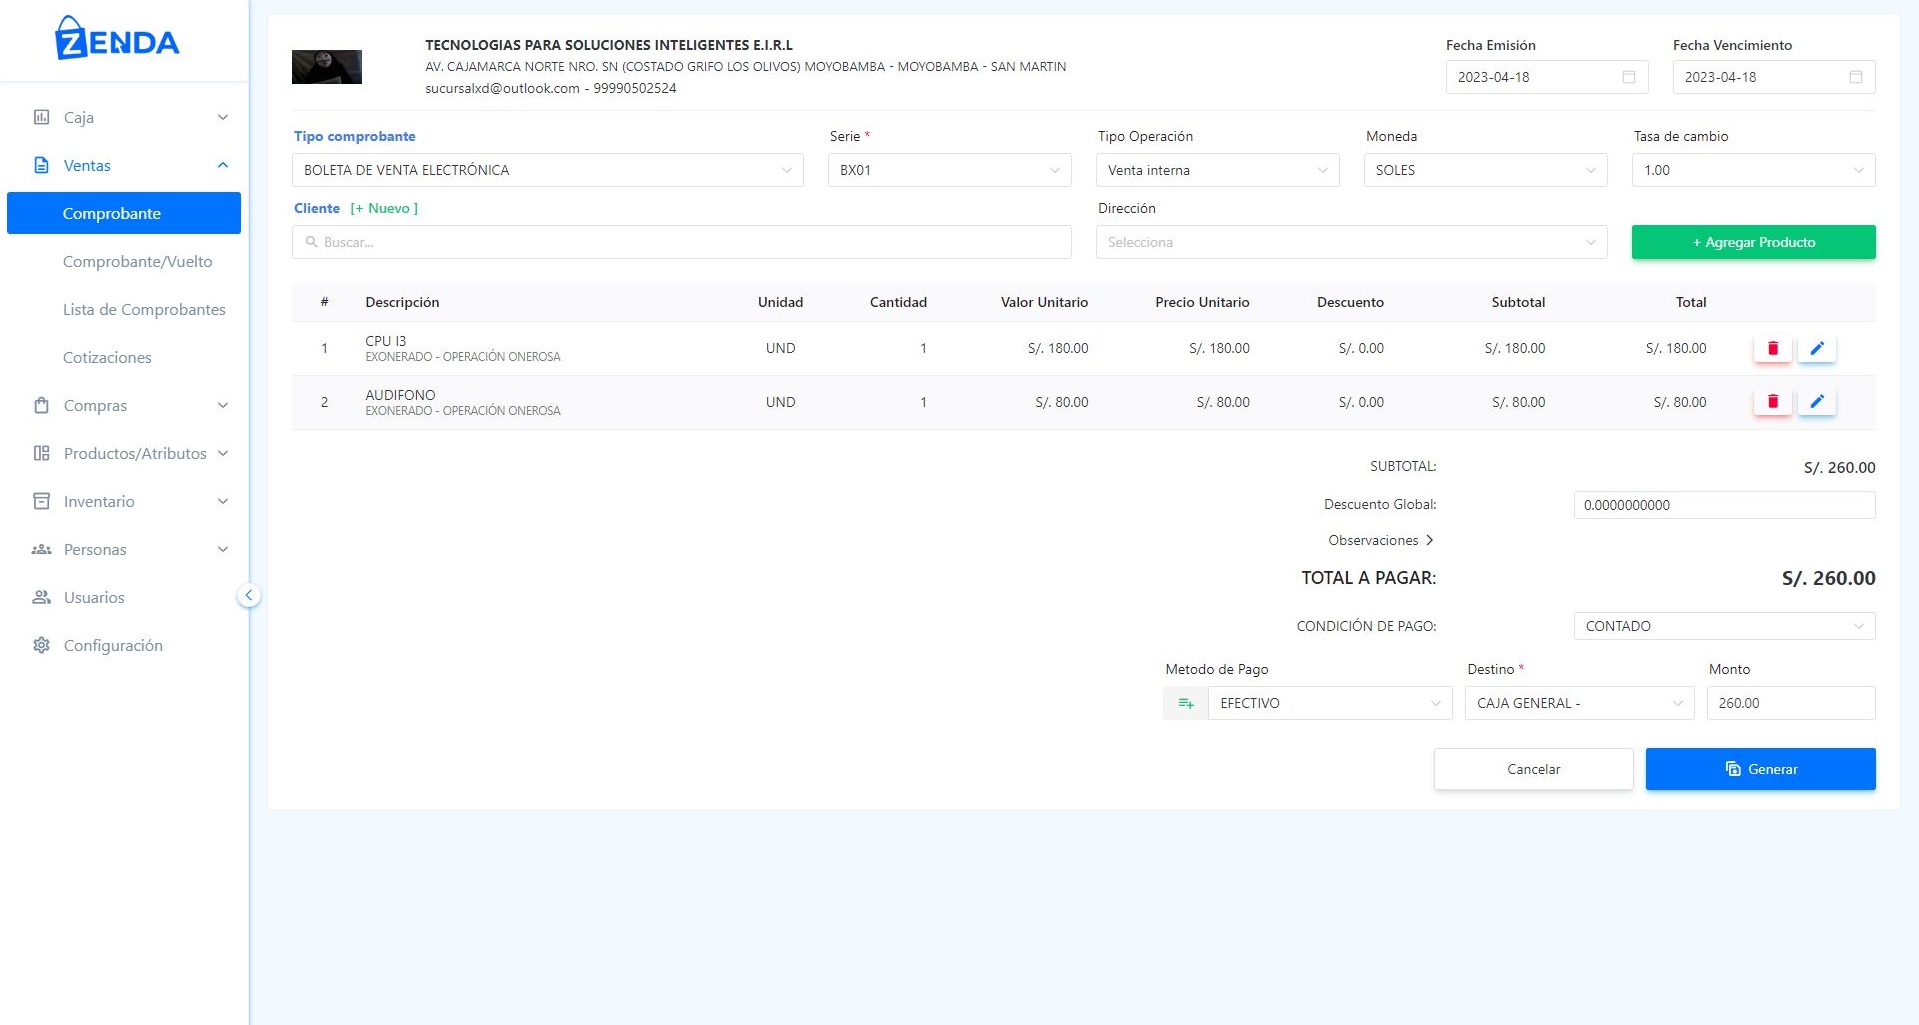 ZENDA
Caja
Ventas
Comprobante
Comprobante/Vuelto
Lista de Comprobantes
Cotizaciones
Compras
Productos/Atributos
Inventario
Personas
Usuarios
Configuración
TECNOLOGIAS PARA SOLUCIONES INTELIGENTES E.I.R.L
AV. CAJAMARCA NORTE NRO. SN (COSTADO GRIFO LOS OLIVOS) MOYOBAMBA - MOYOBAMBA - SAN MARTIN
sucursalxd@outlook.com - 99990502524
Fecha Emisión Fecha Vencimiento
2023-04-18 2023-04-18
Tipo comprobante Serie * Tipo Operación Moneda Tasa de cambio
BOLETA DE VENTA ELECTRÓNICA BX01 Venta interna SOLES 1.00
Cliente [+ Nuevo ] Dirección
Buscar... Selecciona + Agregar Producto
# Descripción Unidad Cantidad Valor Unitario Precio Unitario Descuento Subtotal Total
1 CPU I3 UND 1 S/. 180.00 S/. 180.00 S/. 0.00 S/. 180.00 S/. 180.00
EXONERADO - OPERACIÓN ONEROSA
2 AUDIFONO UND 1 S/. 80.00 S/. 80.00 S/. 0.00 S/. 80.00 S/. 80.00
EXONERADO - OPERACIÓN ONEROSA
SUBTOTAL: S/. 260.00
Descuento Global: 0.0000000000
Observaciones
TOTAL A PAGAR: S/. 260.00
CONDICIÓN DE PAGO: CONTADO
Metodo de Pago Destino * Monto
EFECTIVO CAJA GENERAL - 260.00
Cancelar Generar